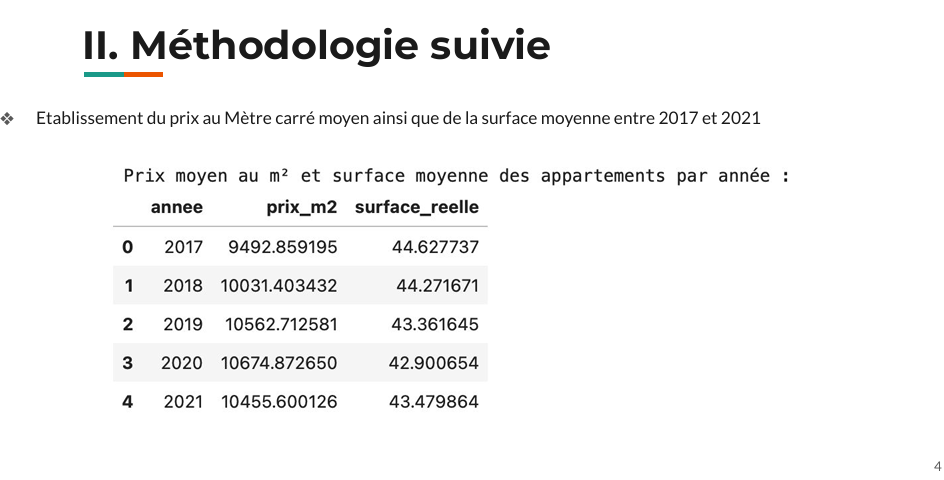 II. Méthodologie suivie
❖ Etablissement du prix au Mètre carré moyen ainsi que de la surface moyenne entre 2017 et 2021
Prix moyen au m² et surface moyenne des appartements par année :
annee prix_m2 surface_reelle
0 2017 9492.859195 44.627737
1 2018 10031.403432 44.271671
2 2019 10562.712581 43.361645
3 2020 10674.872650 42.900654
4 2021 10455.600126 43.479864
4